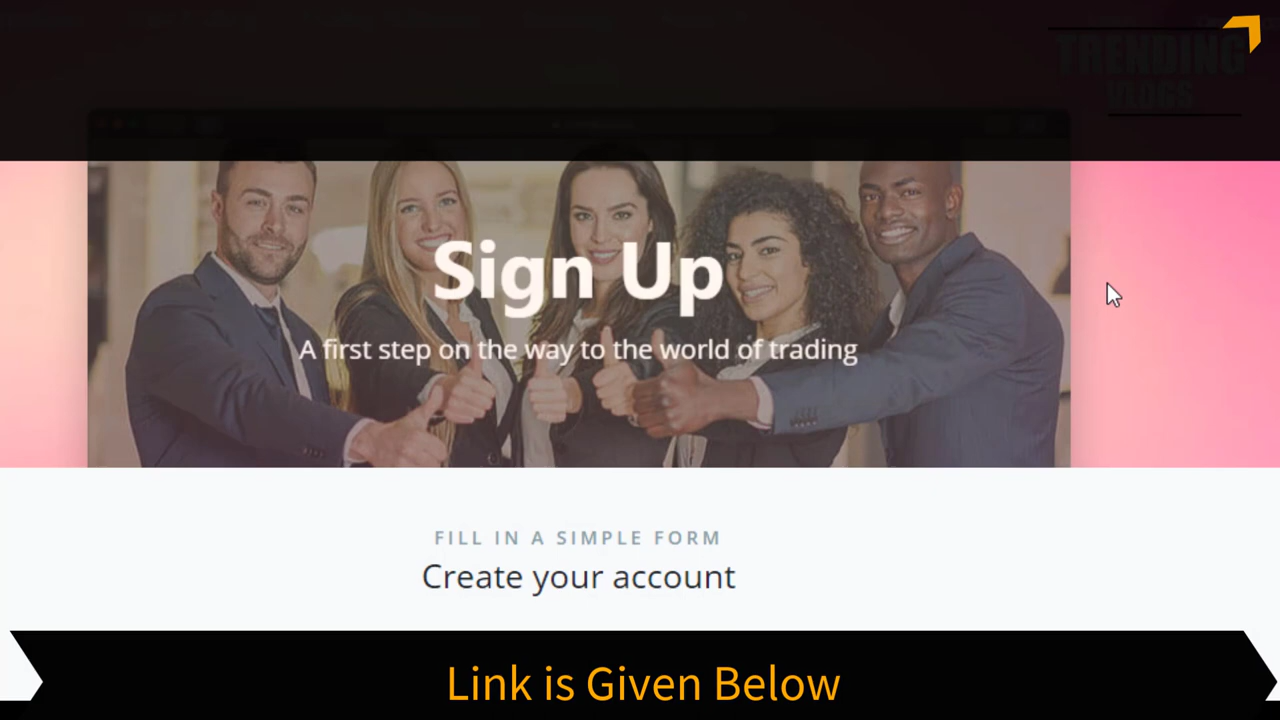 TRENDING
VLOGS
Sign Up
A first step on the way to the world of trading
FILL IN A SIMPLE FORM
Create your account
Link is Given Below